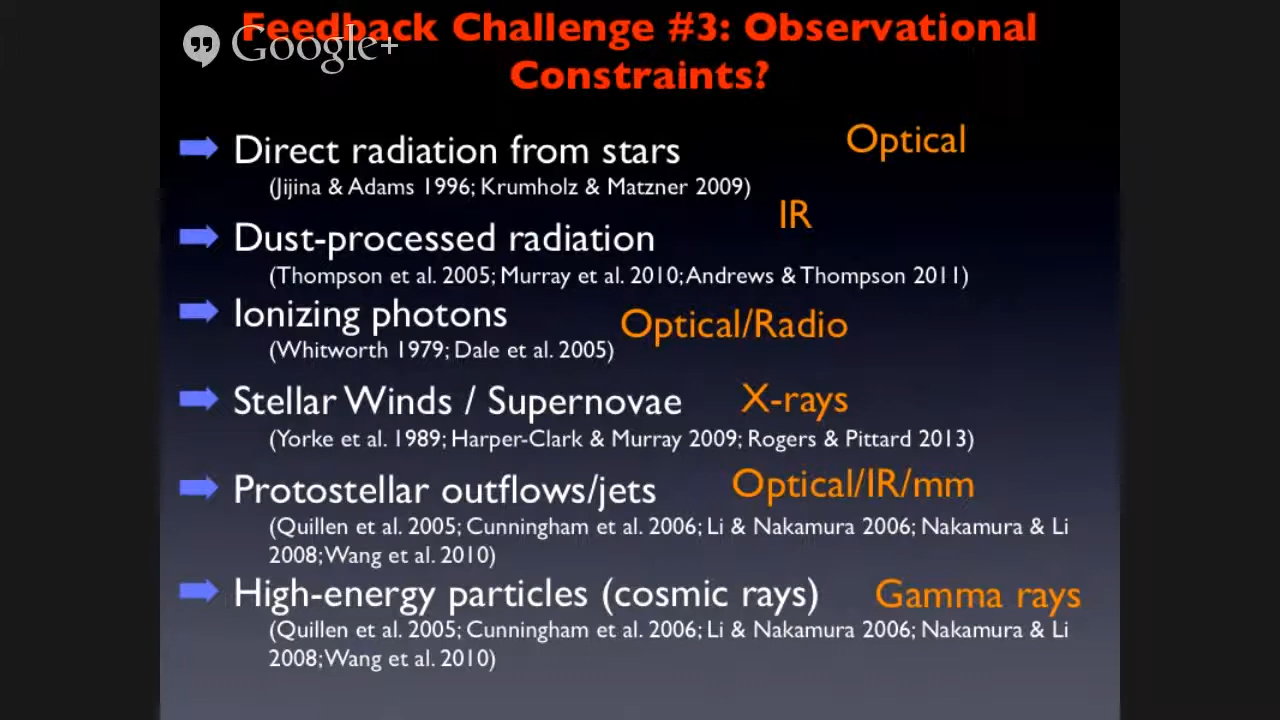 Feedback Challenge #3: Observational
Google+
Constraints?
Direct radiation from stars
Optical
(Jijina & Adams 1996; Krumholz & Matzner 2009)
IR
Dust-processed radiation
(Thompson et al. 2005; Murray et al. 2010; Andrews & Thompson 2011)
Ionizing photons
Optical/Radio
(Whitworth 1979; Dale et al. 2005)
Stellar Winds / Supernovae
X-rays
(Yorke et al. 1989; Harper-Clark & Murray 2009; Rogers & Pittard 2013)
Protostellar outflows/jets
Optical/IR/mm
(Quillen et al. 2005; Cunningham et al. 2006; Li & Nakamura 2006; Nakamura & Li
2008; Wang et al. 2010)
High-energy particles (cosmic rays)
Gamma rays
(Quillen et al. 2005; Cunningham et al. 2006; Li & Nakamura 2006; Nakamura & Li
2008; Wang et al. 2010)